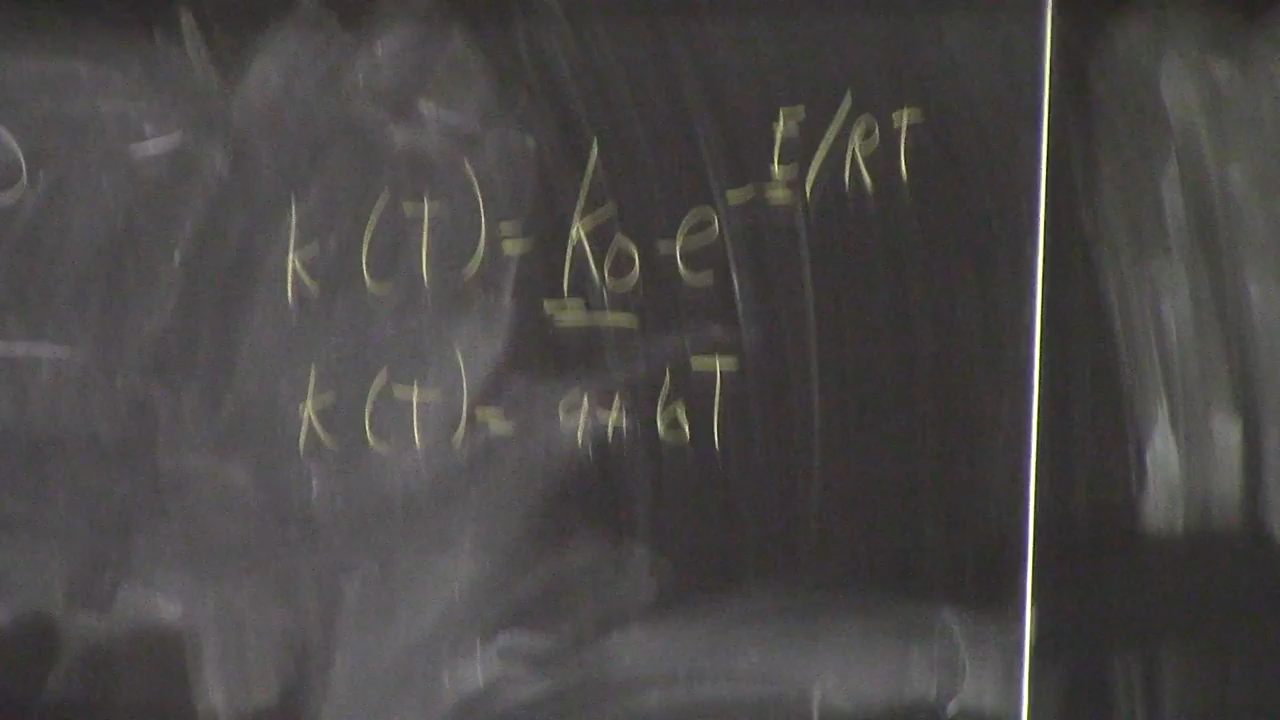 k(T) = k₀ e^{-E/RT}
k(T) = a + bT